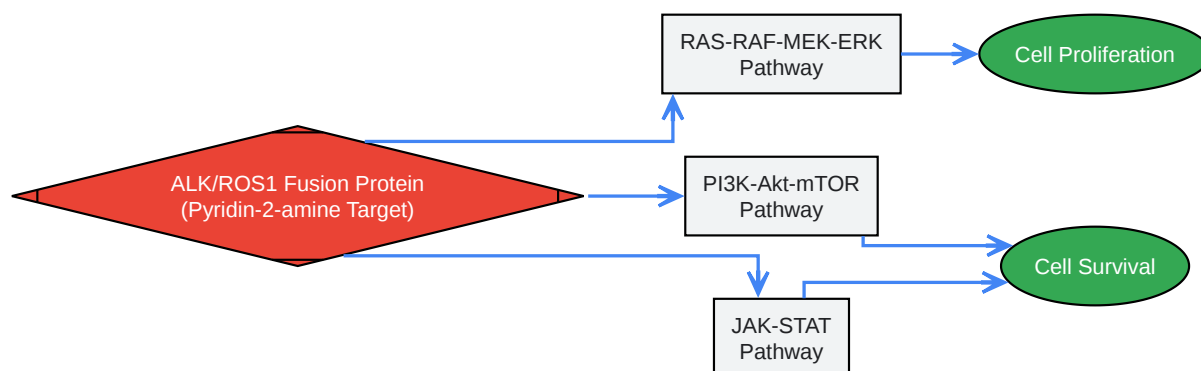 RAS-RAF-MEK-ERK
Pathway
Cell Proliferation
ALK/ROS1 Fusion Protein
(Pyridin-2-amine Target)
PI3K-Akt-mTOR
Pathway
Cell Survival
JAK-STAT
Pathway